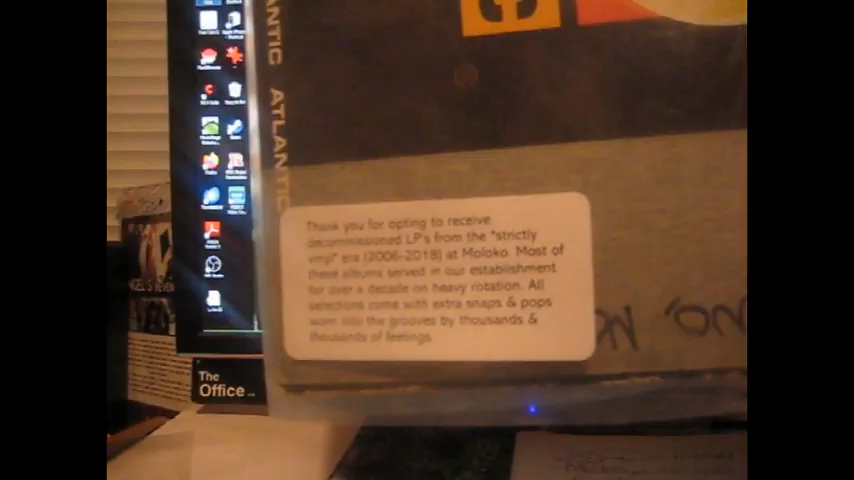 ANTIC ATLANTIC
Thank you for opting to receive
decommissioned LP's from the "strictly
vinyl" era (2006-2018) at Moloko. Most of
these albums served in our establishment
for over a decade on heavy rotation. All
selections come with extra snaps & pops
worn into the grooves by thousands &
thousands of feelings.
NO, NO
The
Office